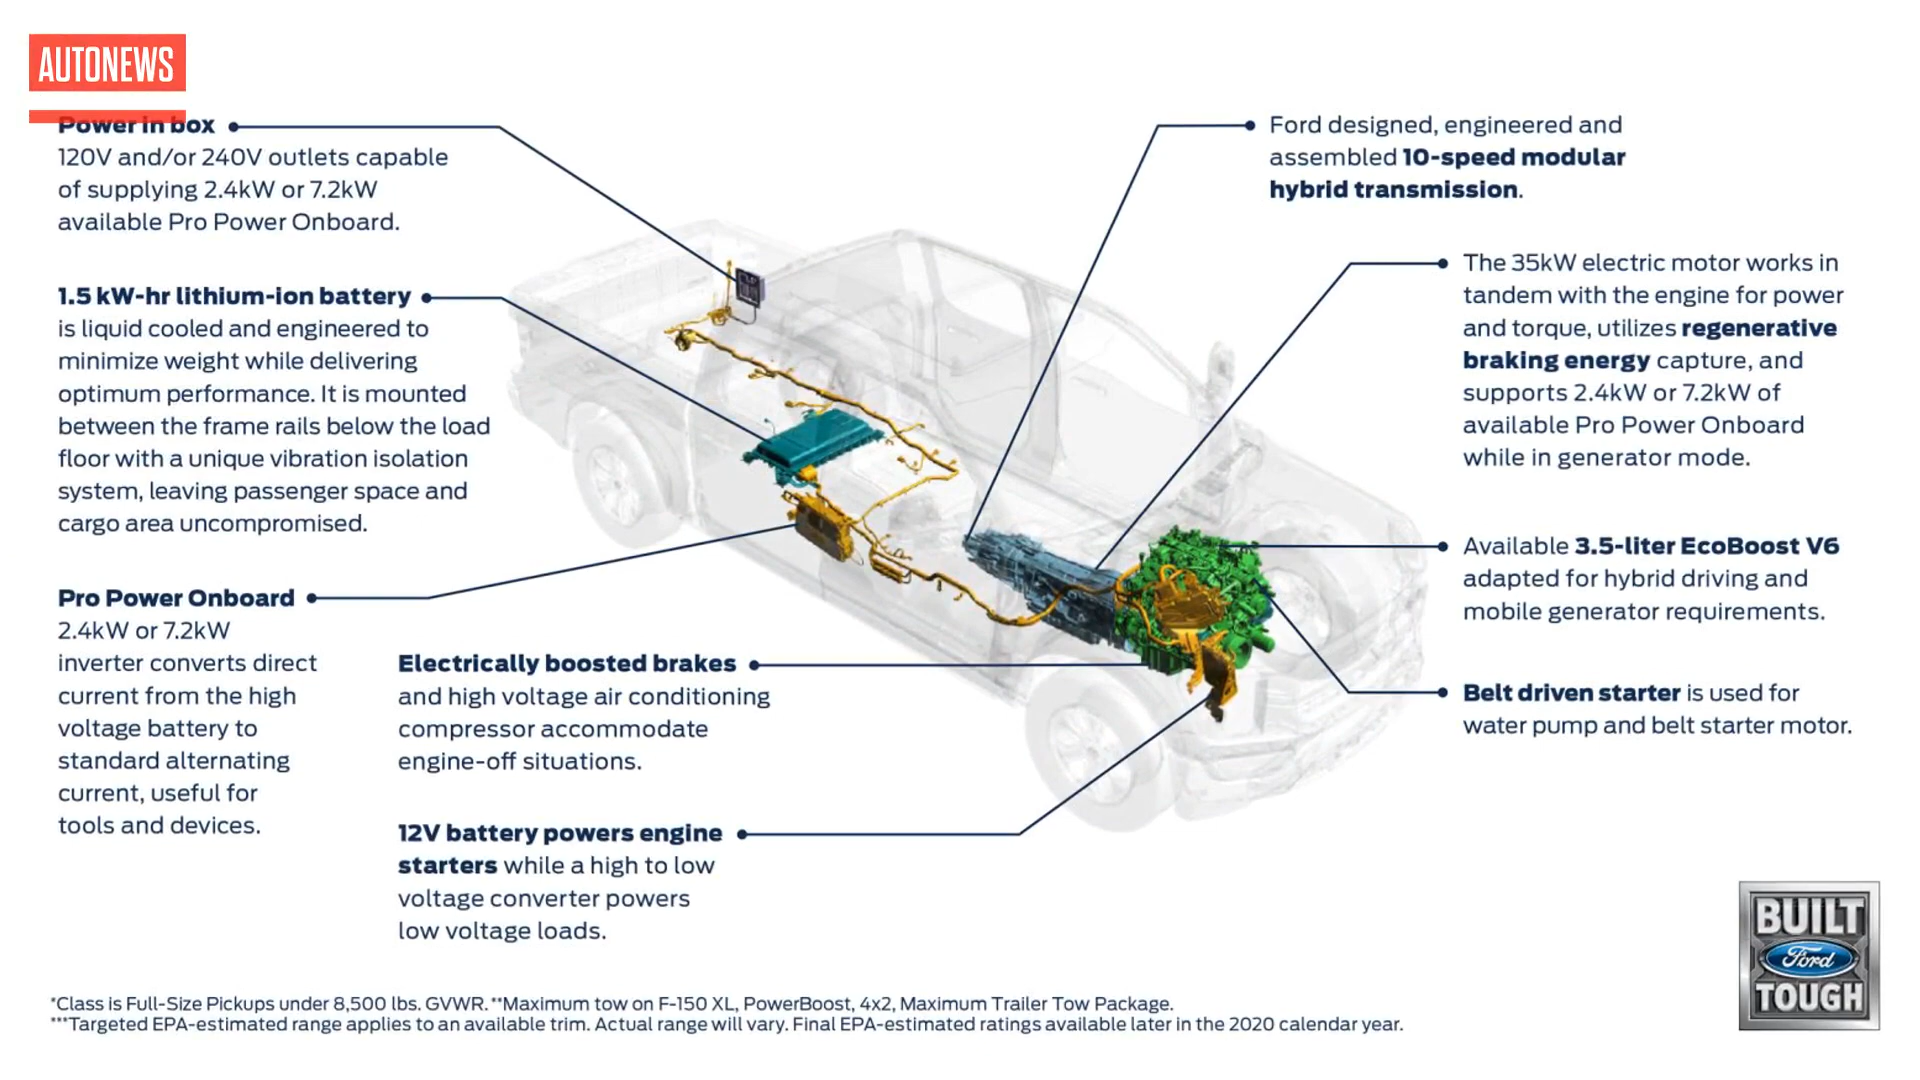 AUTONEWS
Power in box
120V and/or 240V outlets capable
of supplying 2.4kW or 7.2kW
available Pro Power Onboard.
1.5 kW-hr lithium-ion battery
is liquid cooled and engineered to
minimize weight while delivering
optimum performance. It is mounted
between the frame rails below the load
floor with a unique vibration isolation
system, leaving passenger space and
cargo area uncompromised.
Pro Power Onboard
2.4kW or 7.2kW
inverter converts direct
current from the high
voltage battery to
standard alternating
current, useful for
tools and devices.
Electrically boosted brakes
and high voltage air conditioning
compressor accommodate
engine-off situations.
12V battery powers engine
starters while a high to low
voltage converter powers
low voltage loads.
Ford designed, engineered and
assembled 10-speed modular
hybrid transmission.
The 35kW electric motor works in
tandem with the engine for power
and torque, utilizes regenerative
braking energy capture, and
supports 2.4kW or 7.2kW of
available Pro Power Onboard
while in generator mode.
Available 3.5-liter EcoBoost V6
adapted for hybrid driving and
mobile generator requirements.
Belt driven starter is used for
water pump and belt starter motor.
BUILT
Ford
TOUGH
*Class is Full-Size Pickups under 8,500 lbs. GVWR. **Maximum tow on F-150 XL, PowerBoost, 4x2, Maximum Trailer Tow Package.
***Targeted EPA-estimated range applies to an available trim. Actual range will vary. Final EPA-estimated ratings available later in the 2020 calendar year.